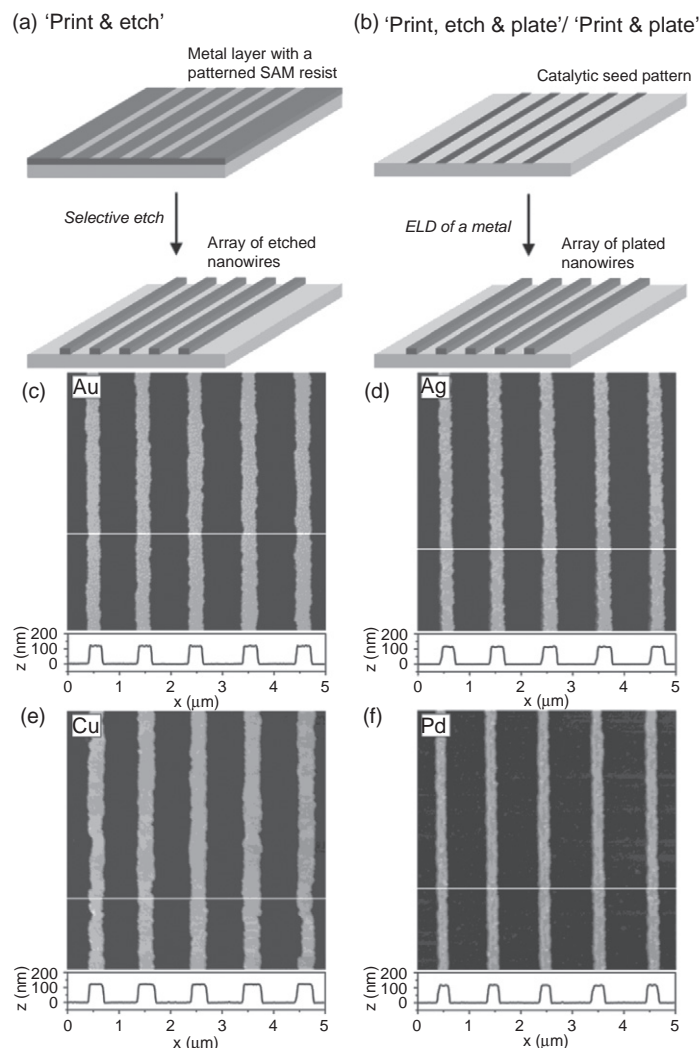 (a) 'Print & etch'
Metal layer with a
patterned SAM resist
Selective etch
Array of etched
nanowires
(b) 'Print, etch & plate'/ 'Print & plate'
Catalytic seed pattern
ELD of a metal
Array of plated
nanowires
(c) Au
z (nm)
200
100
0
0 1 2 3 4 5
x (μm)
(d) Ag
z (nm)
200
100
0
0 1 2 3 4 5
x (μm)
(e) Cu
z (nm)
200
100
0
0 1 2 3 4 5
x (μm)
(f) Pd
z (nm)
200
100
0
0 1 2 3 4 5
x (μm)